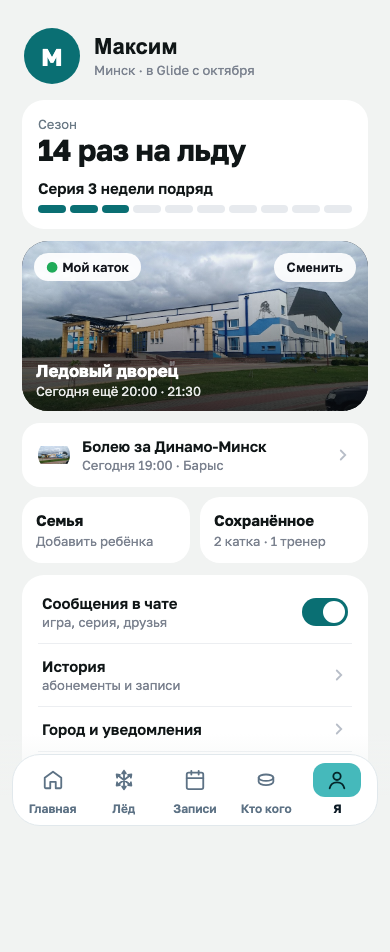 М
Максим
Минск · в Glide с октября
Сезон
14 раз на льду
Серия 3 недели подряд
Мой каток
Сменить
Ледовый дворец
Сегодня ещё 20:00 · 21:30
Болею за Динамо-Минск
Сегодня 19:00 · Барыс
Семья
Добавить ребёнка
Сохранённое
2 катка · 1 тренер
Сообщения в чате
игра, серия, друзья
История
абонементы и записи
Город и уведомления
Главная
Лёд
Записи
Кто кого
Я